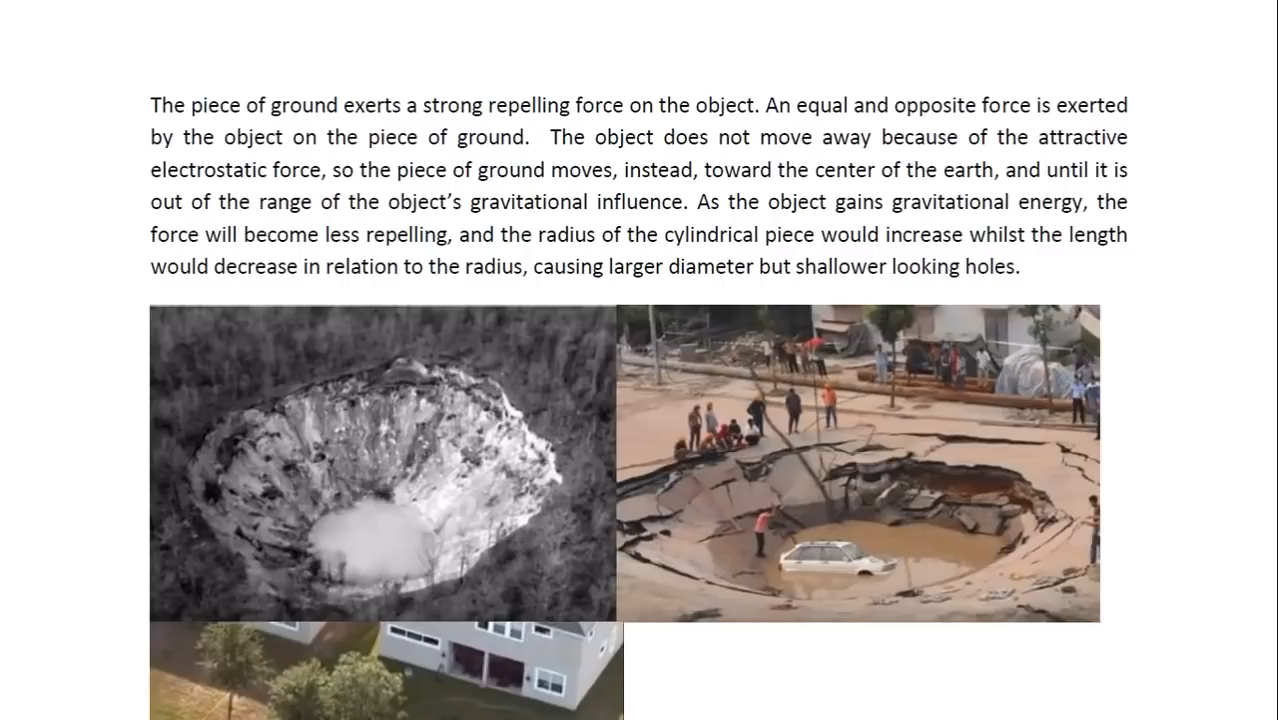 The piece of ground exerts a strong repelling force on the object. An equal and opposite force is exerted
by the object on the piece of ground.  The object does not move away because of the attractive
electrostatic force, so the piece of ground moves, instead, toward the center of the earth, and until it is
out of the range of the object’s gravitational influence. As the object gains gravitational energy, the
force will become less repelling, and the radius of the cylindrical piece would increase whilst the length
would decrease in relation to the radius, causing larger diameter but shallower looking holes.